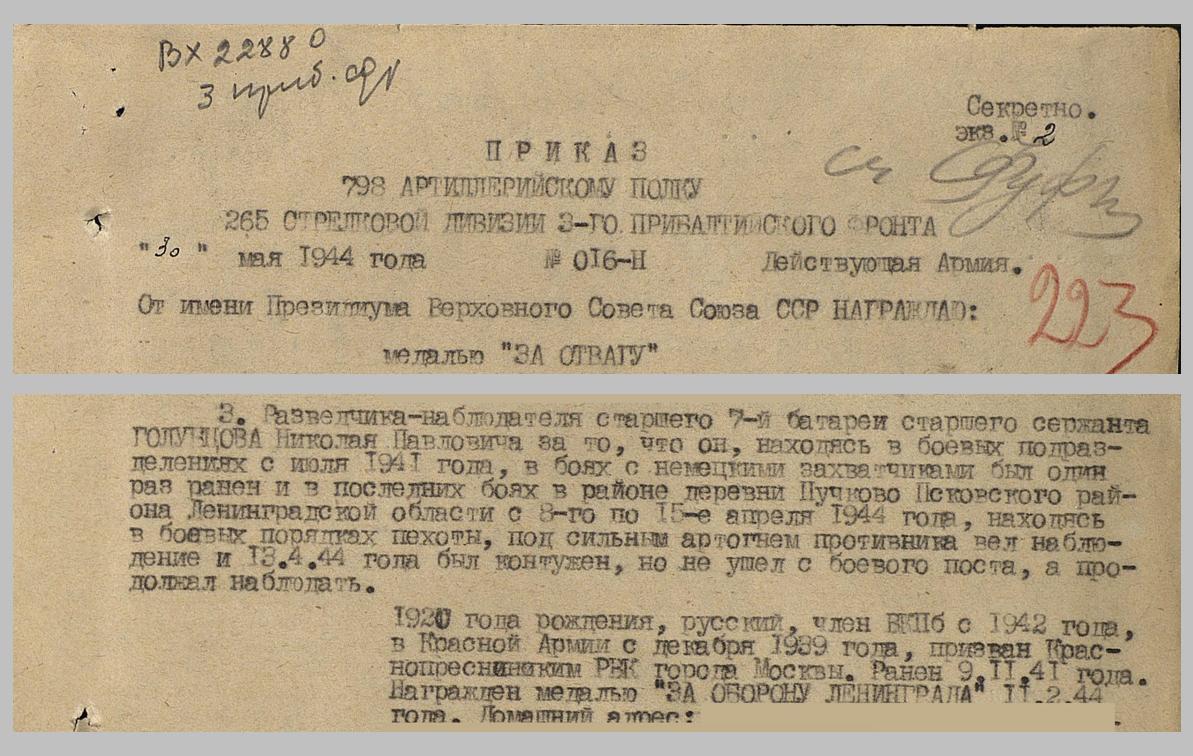 ВХ 22880
3 приб. фр
Секретно.
экз.№ 2
П Р И К А З
798 АРТИЛЛЕРИЙСКОМУ ПОЛКУ
265 СТРЕЛКОВОЙ ДИВИЗИИ 3-ГО ПРИБАЛТИЙСКОГО ФРОНТА
"30" мая 1944 года № 016-Н Действующая Армия.
223
От имени Президиума Верховного Совета Союза ССР НАГРАЖДАЮ:
медалью "ЗА ОТВАГУ"
3. Разведчика-наблюдателя старшего 7-й батареи старшего сержанта
ГОЛУНЦОВА Николая Павловича за то, что он, находясь в боевых подраз-
делениях с июля 1941 года, в боях с немецкими захватчиками был один
раз ранен и в последних боях в районе деревни Пучково Псковского рай-
она Ленинградской области с 8-го по 15-е апреля 1944 года, находясь
в боевых порядках пехоты, под сильным артогнем противника вел наблю-
дение и 13.4.44 года был контужен, но не ушел с боевого поста, а про-
должал наблюдать.
1920 года рождения, русский, член ВКПб с 1942 года,
в Красной Армии с декабря 1939 года, призван Крас-
нопреснинским РВК города Москвы. Ранен 9.11.41 года.
Награжден медалью "ЗА ОБОРОНУ ЛЕНИНГРАДА" 11.2.44
года. Домашний адрес: